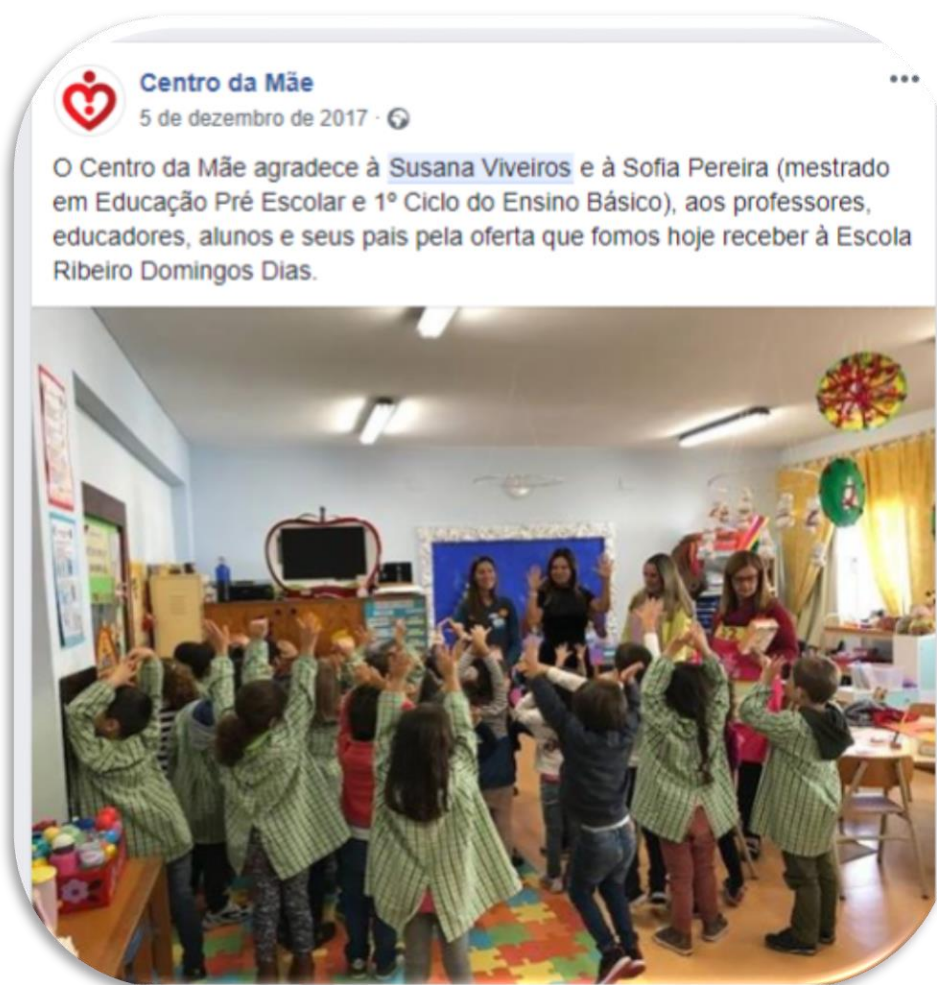 Centro da Mãe
5 de dezembro de 2017 ·
O Centro da Mãe agradece à Susana Viveiros e à Sofia Pereira (mestrado
em Educação Pré Escolar e 1º Ciclo do Ensino Básico), aos professores,
educadores, alunos e seus pais pela oferta que fomos hoje receber à Escola
Ribeiro Domingos Dias.